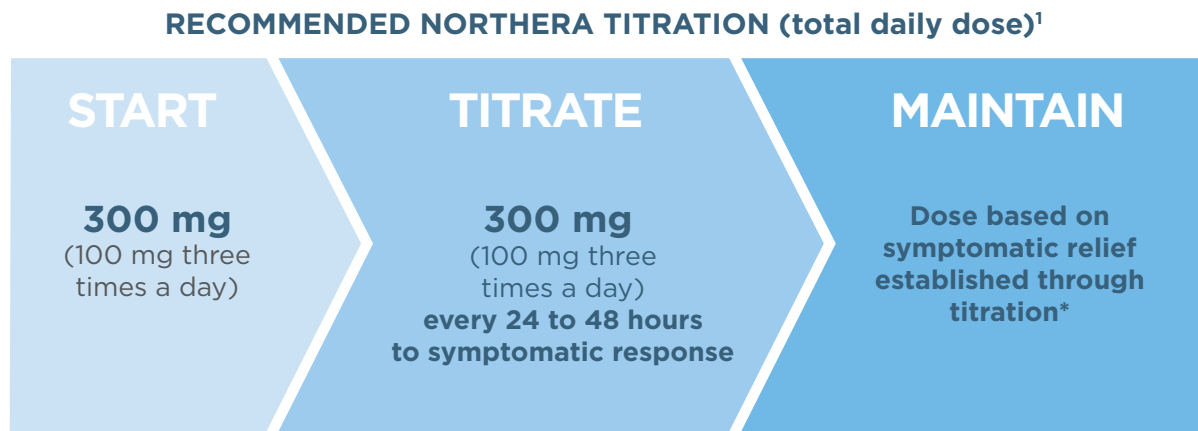 RECOMMENDED NORTHERA TITRATION (total daily dose)¹
START
300 mg
(100 mg three
times a day)
TITRATE
300 mg
(100 mg three
times a day)
every 24 to 48 hours
to symptomatic response
MAINTAIN
Dose based on
symptomatic relief
established through
titration*